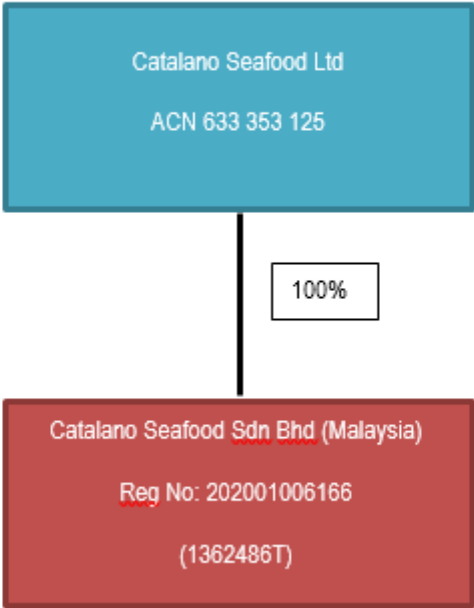 Catalano Seafood Ltd
ACN 633 353 125
100%
Catalano Seafood Sdn Bhd (Malaysia)
Reg No: 202001006166
(1362486T)